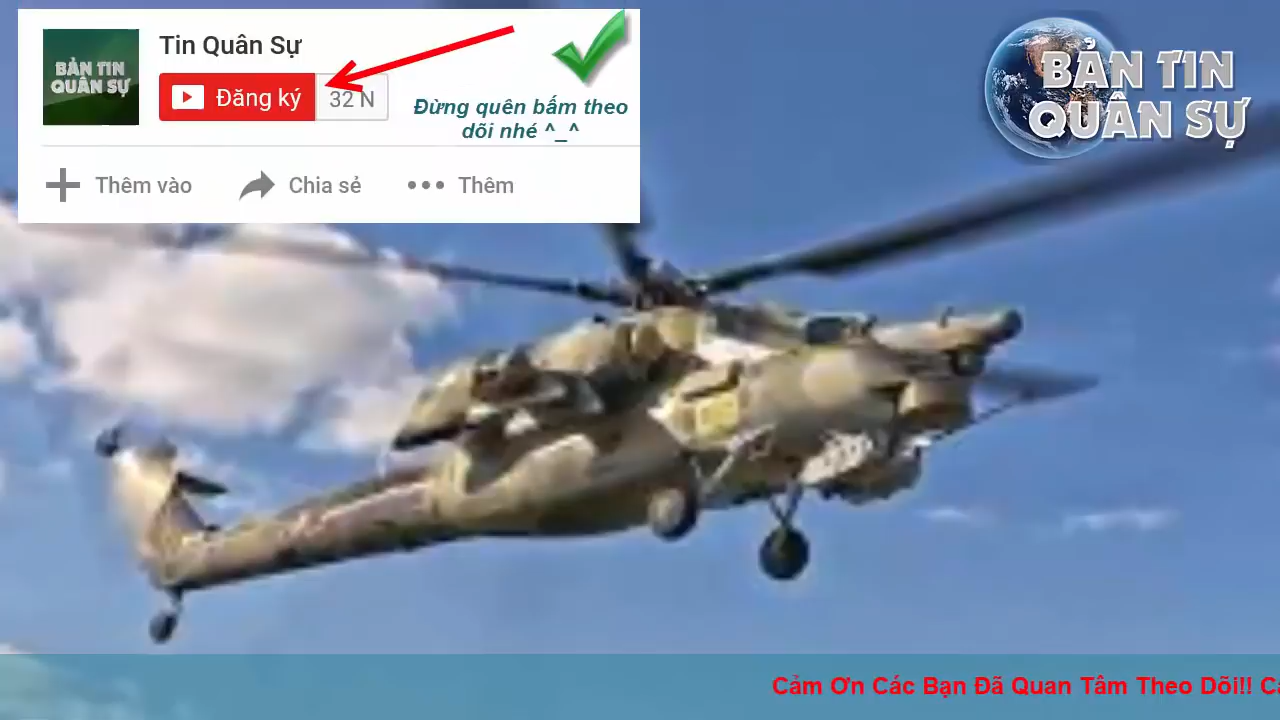 Tin Quân Sự
BẢN TIN
QUÂN SỰ
Đăng ký
32 N
Đừng quên bấm theo
dõi nhé ^_^
Thêm vào
Chia sẻ
Thêm
BẢN TIN
QUÂN SỰ
Cảm Ơn Các Bạn Đã Quan Tâm Theo Dõi!!